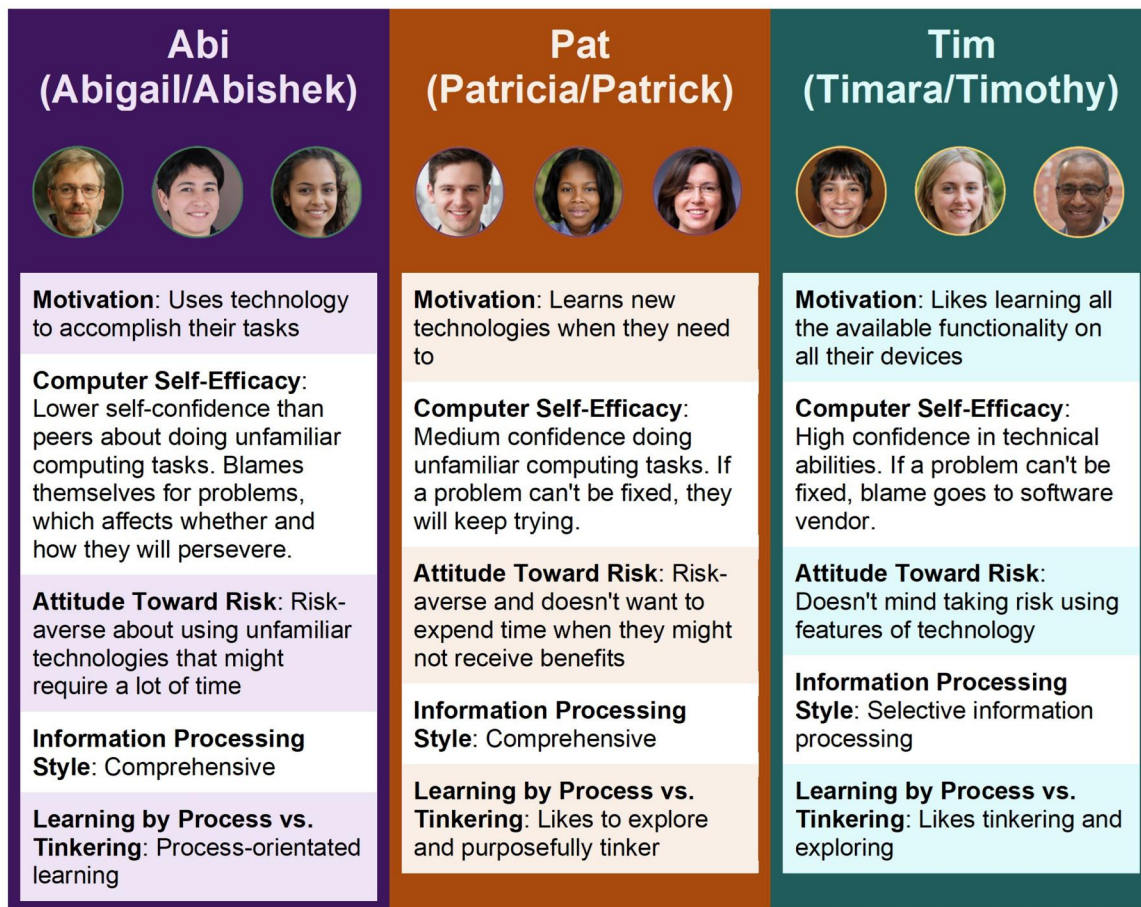 Abi
(Abigail/Abishek)
Motivation: Uses technology
to accomplish their tasks
Computer Self-Efficacy:
Lower self-confidence than
peers about doing unfamiliar
computing tasks. Blames
themselves for problems,
which affects whether and
how they will persevere.
Attitude Toward Risk: Risk-
averse about using unfamiliar
technologies that might
require a lot of time
Information Processing
Style: Comprehensive
Learning by Process vs.
Tinkering: Process-orientated
learning
Pat
(Patricia/Patrick)
Motivation: Learns new
technologies when they need
to
Computer Self-Efficacy:
Medium confidence doing
unfamiliar computing tasks. If
a problem can't be fixed, they
will keep trying.
Attitude Toward Risk: Risk-
averse and doesn't want to
expend time when they might
not receive benefits
Information Processing
Style: Comprehensive
Learning by Process vs.
Tinkering: Likes to explore
and purposefully tinker
Tim
(Timara/Timothy)
Motivation: Likes learning all
the available functionality on
all their devices
Computer Self-Efficacy:
High confidence in technical
abilities. If a problem can't be
fixed, blame goes to software
vendor.
Attitude Toward Risk:
Doesn't mind taking risk using
features of technology
Information Processing
Style: Selective information
processing
Learning by Process vs.
Tinkering: Likes tinkering and
exploring